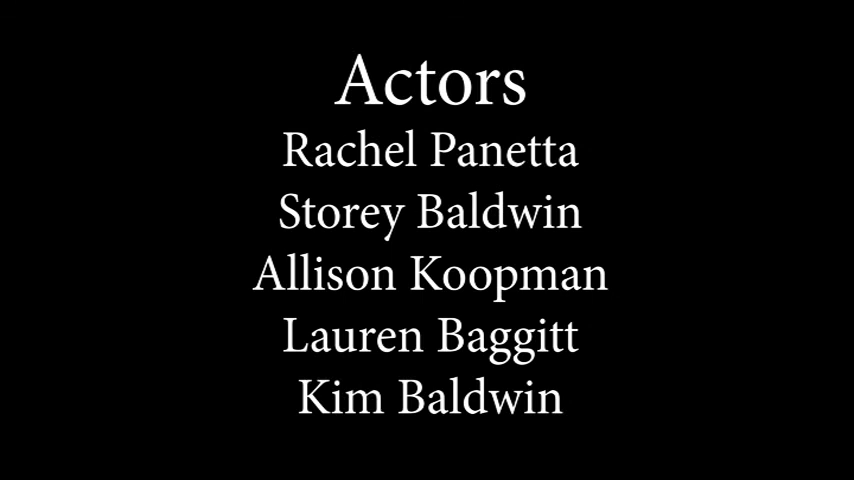 Actors
Rachel Panetta
Storey Baldwin
Allison Koopman
Lauren Baggitt
Kim Baldwin